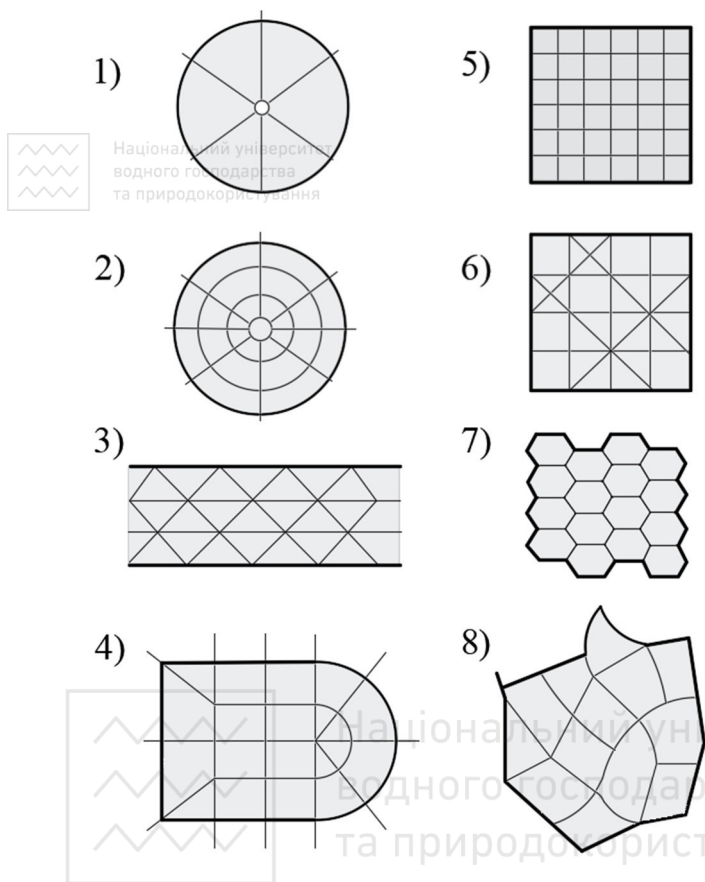 1)
5)
Національний університет
водного господарства
та природокористування
2)
6)
3)
7)
4)
8)
Національний уні
водного господар
та природокорист